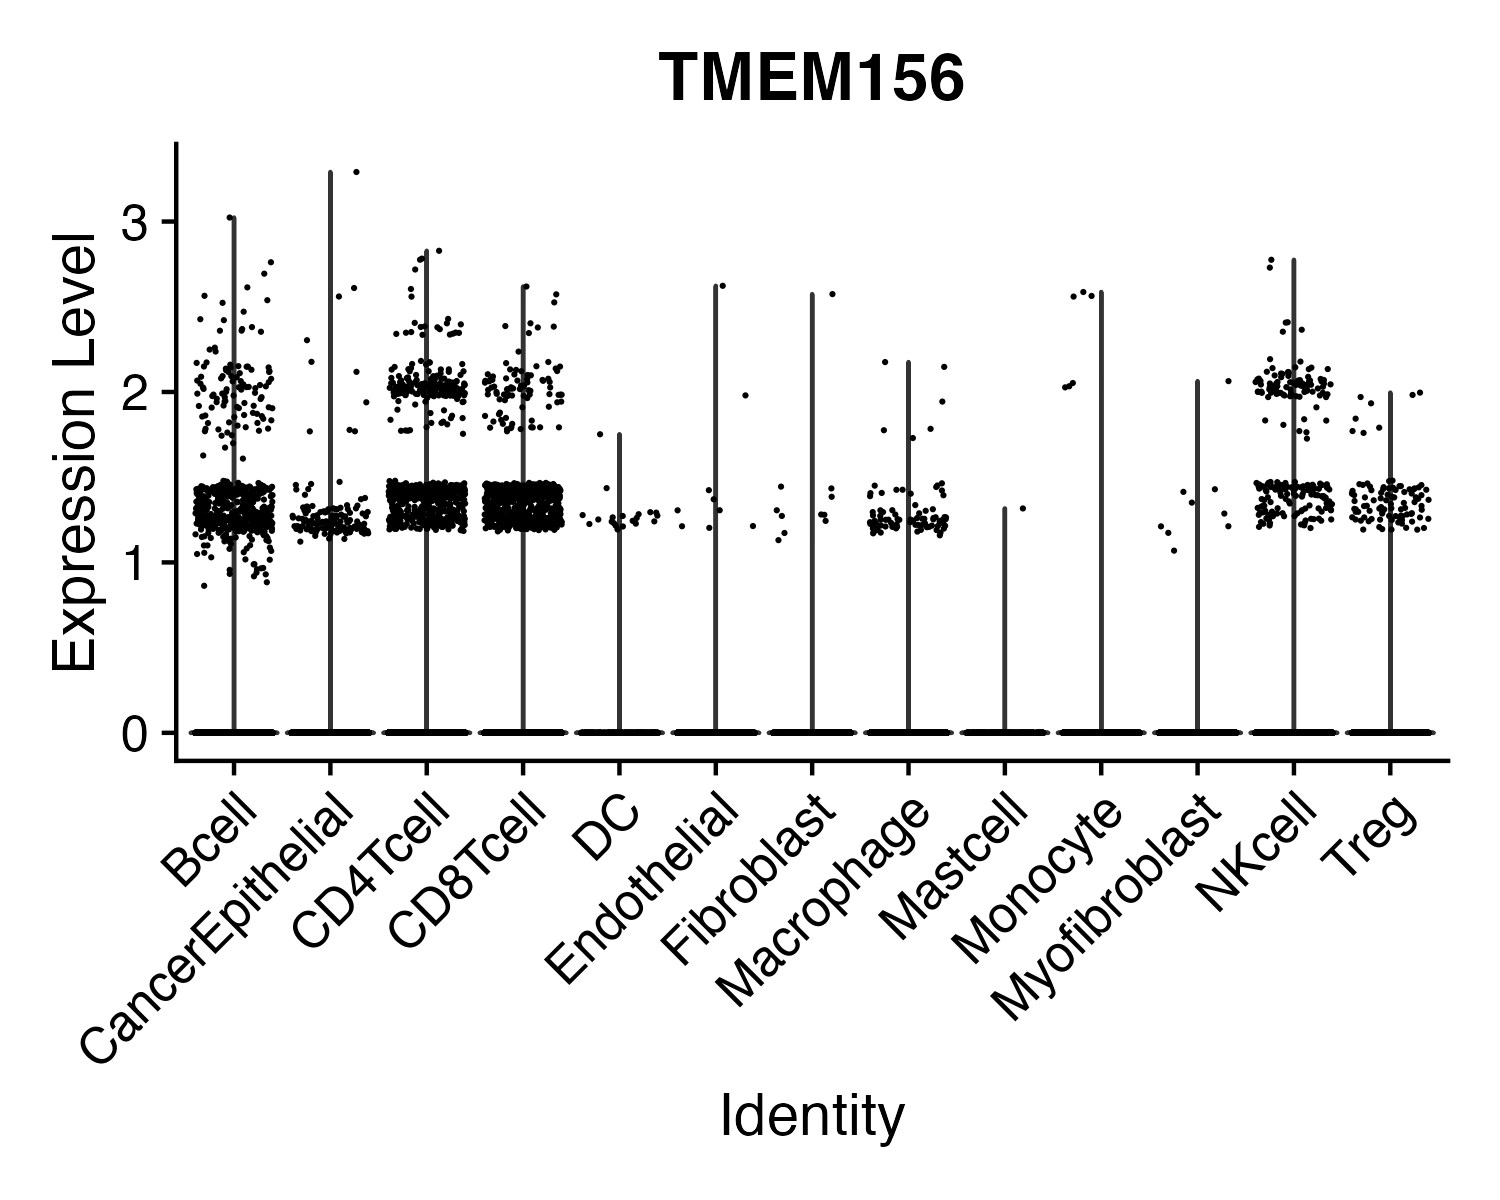 TMEM156
Expression Level
3
2
1
0
Bcell
CancerEpithelial
CD4Tcell
CD8Tcell
DC
Endothelial
Fibroblast
Macrophage
Mastcell
Monocyte
Myofibroblast
NKcell
Treg
Identity